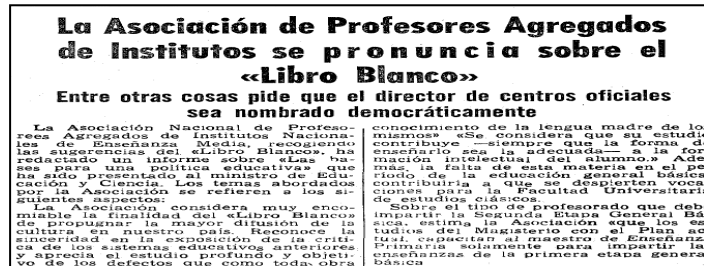 La Asociación de Profesores Agregados
de Institutos se pronuncia sobre el
«Libro Blanco»
Entre otras cosas pide que el director de centros oficiales
sea nombrado democráticamente
La Asociación Nacional de Profeso-
rees Agregados de Institutos Naciona-
les de Enseñanza Media, recogiendo
las sugerencias del «Libro Blanco», ha
redactado un informe sobre «Las ba-
ses para una política educativa» que
ha sido presentado al ministro de Edu-
cación y Ciencia. Los temas abordados
por la Asociación se refieren a los si-
guientes aspectos:
La Asociación considera muy enco-
miable la finalidad del «Libro Blanco»
de propugnar la mayor difusión de la
cultura en nuestro país. Reconoce la
sinceridad en la exposición de la críti-
ca de los sistemas educativos anteriores
y aprecia el estudio profundo y objeti-
vo de los defectos que como toda obra
conocimiento de la lengua madre de los
mismos» «Se considera que su estudio
contribuye —siempre que la forma de
enseñarlo sea la adecuada— a la for-
mación intelectual del alumno.» Ade-
más, la falta de esta materia en el pe-
ríodo de la educación general básica
contribuiría a que se despierten voca-
ciones para la Facultad Universitaria
de estudios clásicos.
Sobre el tipo de profesorado que debe
impartir la Segunda Etapa General Bá-
sica, estima la Asociación «que los es-
tudios del Magisterio con el Plan ac-
tual, capacitan al maestro de Enseñanza
Primaria solamente para impartir las
enseñanzas de la primera etapa general
básica